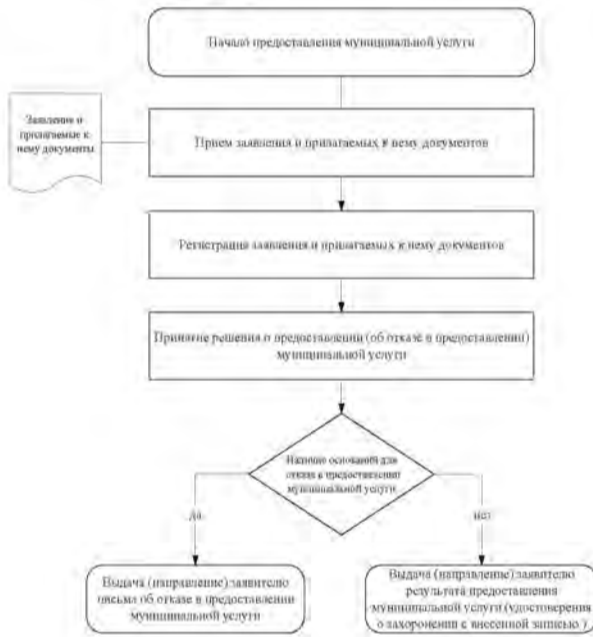 Начало предоставления муниципальной услуги
Заявление и
прилагаемые к
нему документы
Прием заявления и прилагаемых к нему документов
Регистрация заявления и прилагаемых к нему документов
Принятие решения о предоставлении (об отказе в предоставлении)
муниципальной услуги
Наличие оснований для
отказа в предоставлении
муниципальной услуги
да
нет
Выдача (направление) заявителю
письма об отказе в предоставлении
муниципальной услуги
Выдача (направление) заявителю
результата предоставления
муниципальной услуги (удостоверения
о захоронении с внесенной записью )